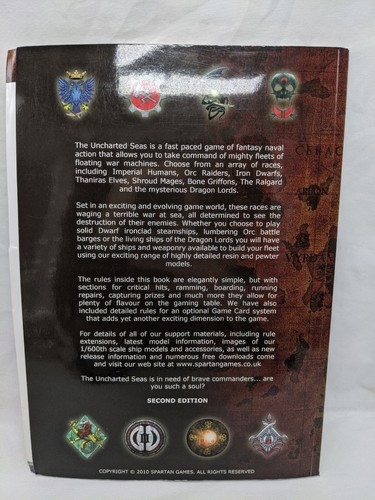 The Uncharted Seas is a fast paced game of fantasy naval
action that allows you to take command of mighty fleets of
floating war machines. Choose from an array of races,
including Imperial Humans, Orc Raiders, Iron Dwarfs,
Thaniras Elves, Shroud Mages, Bone Griffons, The Ralgard
and the mysterious Dragon Lords.
Set in an exciting and evolving game world, these races are
waging a terrible war at sea, all determined to see the
destruction of their enemies. Whether you choose to play
solid Dwarf ironclad steamships, lumbering Orc battle
barges or the living ships of the Dragon Lords you will have
a variety of ships and weaponry available to build your fleet
using our exciting range of highly detailed resin and pewter
models.
The rules inside this book are elegantly simple, but with
sections for critical hits, ramming, boarding, running
repairs, capturing prizes and much more they allow for
plenty of flavour on the gaming table. We have also
included detailed rules for an optional Game Card system
that adds yet another exciting dimension to the game.
For details of all of our support materials, including rule
extensions, latest model information, images of our
1/600th scale ship models and accessories, as well as new
release information and numerous free downloads come
and visit our web site at www.spartangames.co.uk
The Uncharted Seas is in need of brave commanders... are
you such a soul?
SECOND EDITION
COPYRIGHT © 2010 SPARTAN GAMES. ALL RIGHTS RESERVED